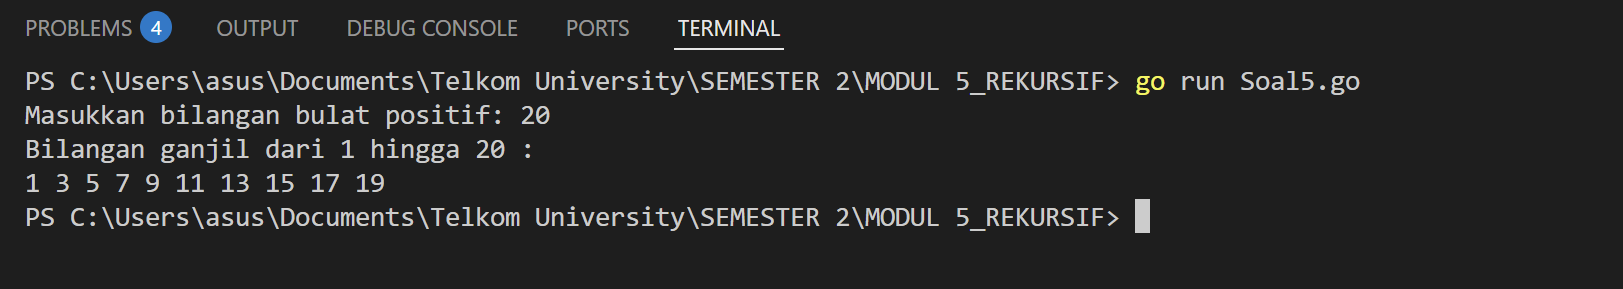 PROBLEMS 4 OUTPUT DEBUG CONSOLE PORTS TERMINAL
PS C:\Users\asus\Documents\Telkom University\SEMESTER 2\MODUL 5_REKURSIF> go run Soal5.go
Masukkan bilangan bulat positif: 20
Bilangan ganjil dari 1 hingga 20 :
1 3 5 7 9 11 13 15 17 19
PS C:\Users\asus\Documents\Telkom University\SEMESTER 2\MODUL 5_REKURSIF>